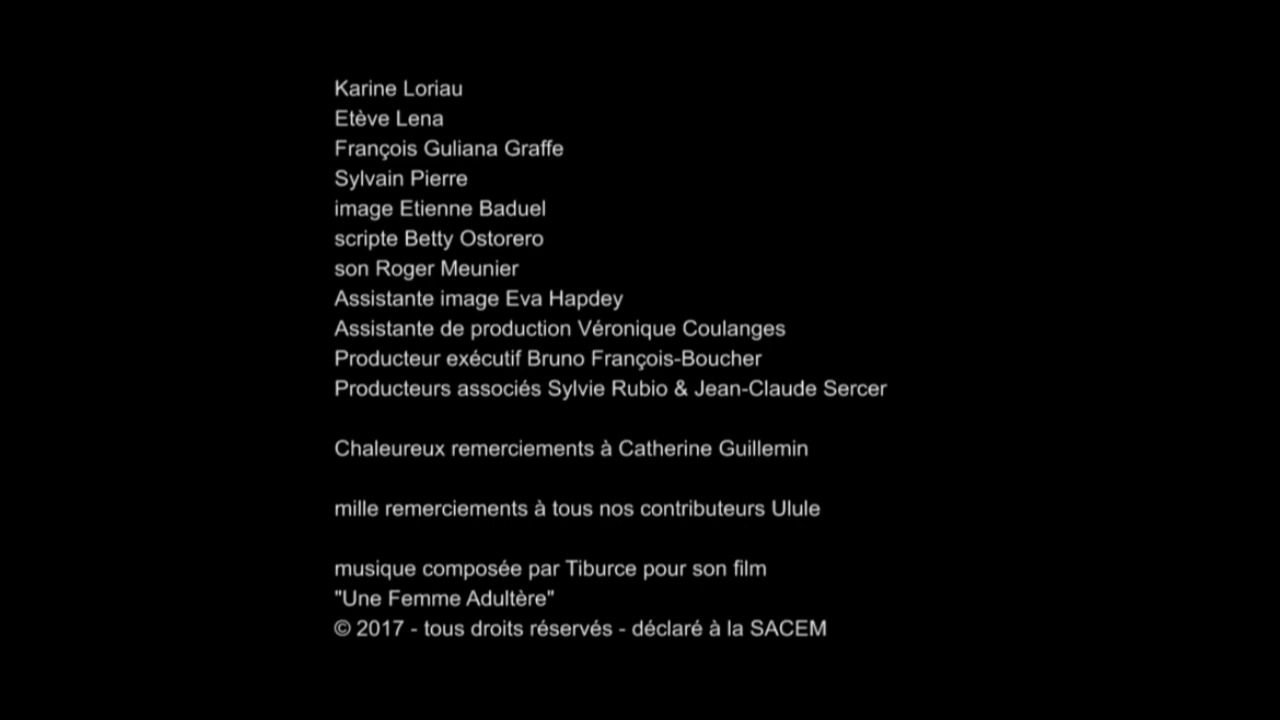 Karine Loriau
Etève Lena
François Guliana Graffe
Sylvain Pierre
image Etienne Baduel
scripte Betty Ostorero
son Roger Meunier
Assistante image Eva Hapdey
Assistante de production Véronique Coulanges
Producteur exécutif Bruno François-Boucher
Producteurs associés Sylvie Rubio & Jean-Claude Sercer
Chaleureux remerciements à Catherine Guillemin
mille remerciements à tous nos contributeurs Ulule
musique composée par Tiburce pour son film
"Une Femme Adultère"
© 2017 - tous droits réservés - déclaré à la SACEM